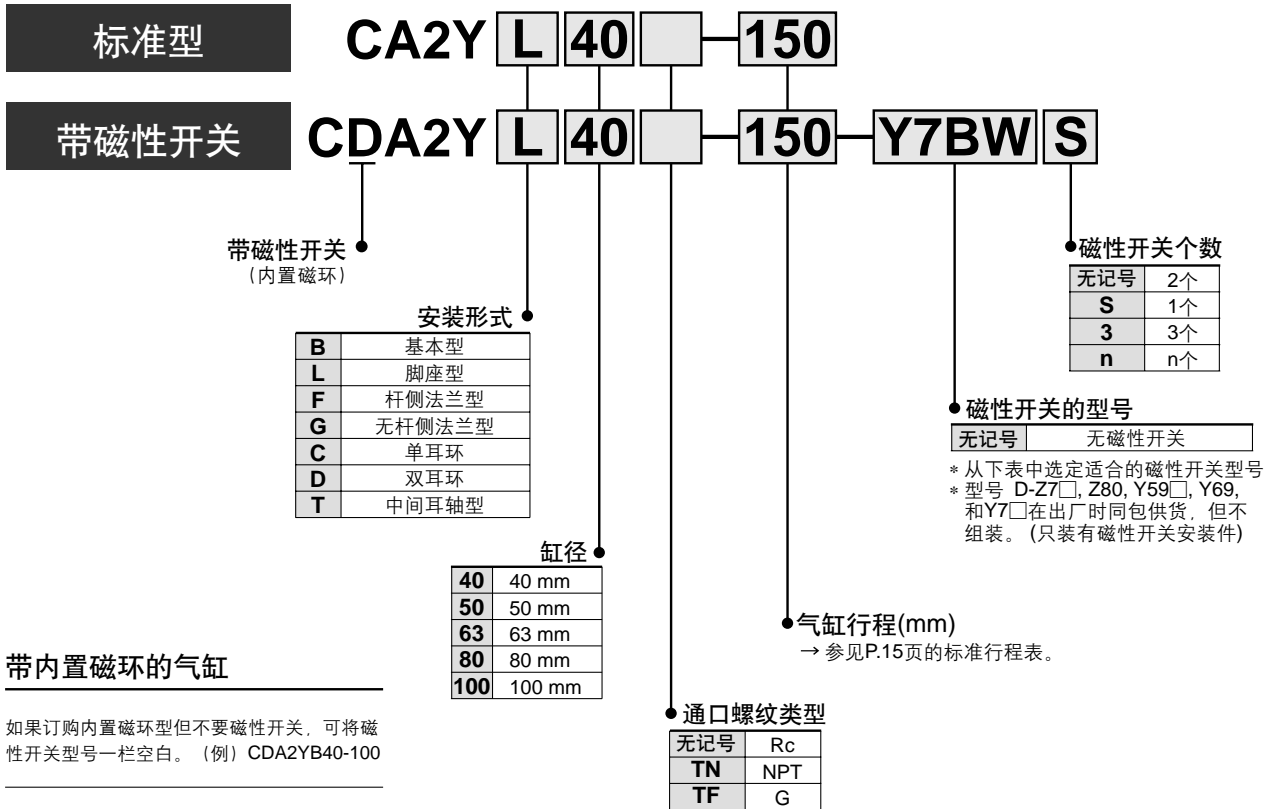 标准型
CA2Y L 40 -150
带磁性开关
CDA2Y L 40 -150-Y7BW S
带磁性开关
(内置磁环)
安装形式
B 基本型
L 脚座型
F 杆侧法兰型
G 无杆侧法兰型
C 单耳环
D 双耳环
T 中间耳轴型
缸径
40 40 mm
50 50 mm
63 63 mm
80 80 mm
100 100 mm
磁性开关个数
无记号 2个
S 1个
3 3个
n n个
磁性开关的型号
无记号 无磁性开关
* 从下表中选定适合的磁性开关型号
* 型号 D-Z7□, Z80, Y59□, Y69,
和Y7□在出厂时同包供货, 但不
组装。 (只装有磁性开关安装件)
气缸行程(mm)
→ 参见P.15页的标准行程表。
通口螺纹类型
无记号 Rc
TN NPT
TF G
带内置磁环的气缸
如果订购内置磁环型但不要磁性开关, 可将磁
性开关型号一栏空白。 (例) CDA2YB40-100